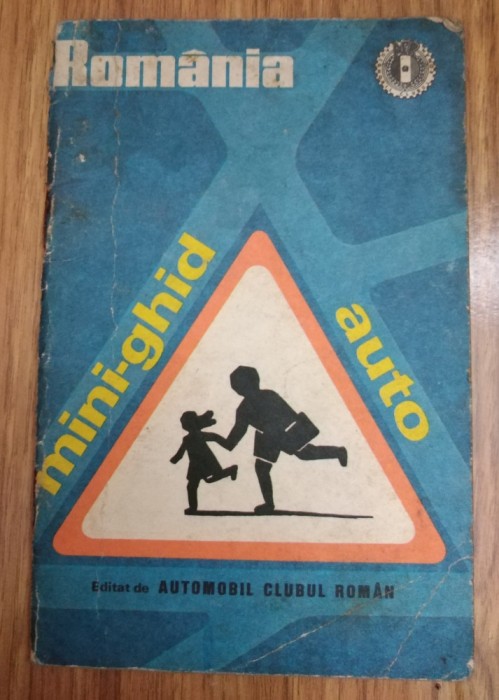 România
mini-ghid
auto
Editat de AUTOMOBIL CLUBUL ROMÂN